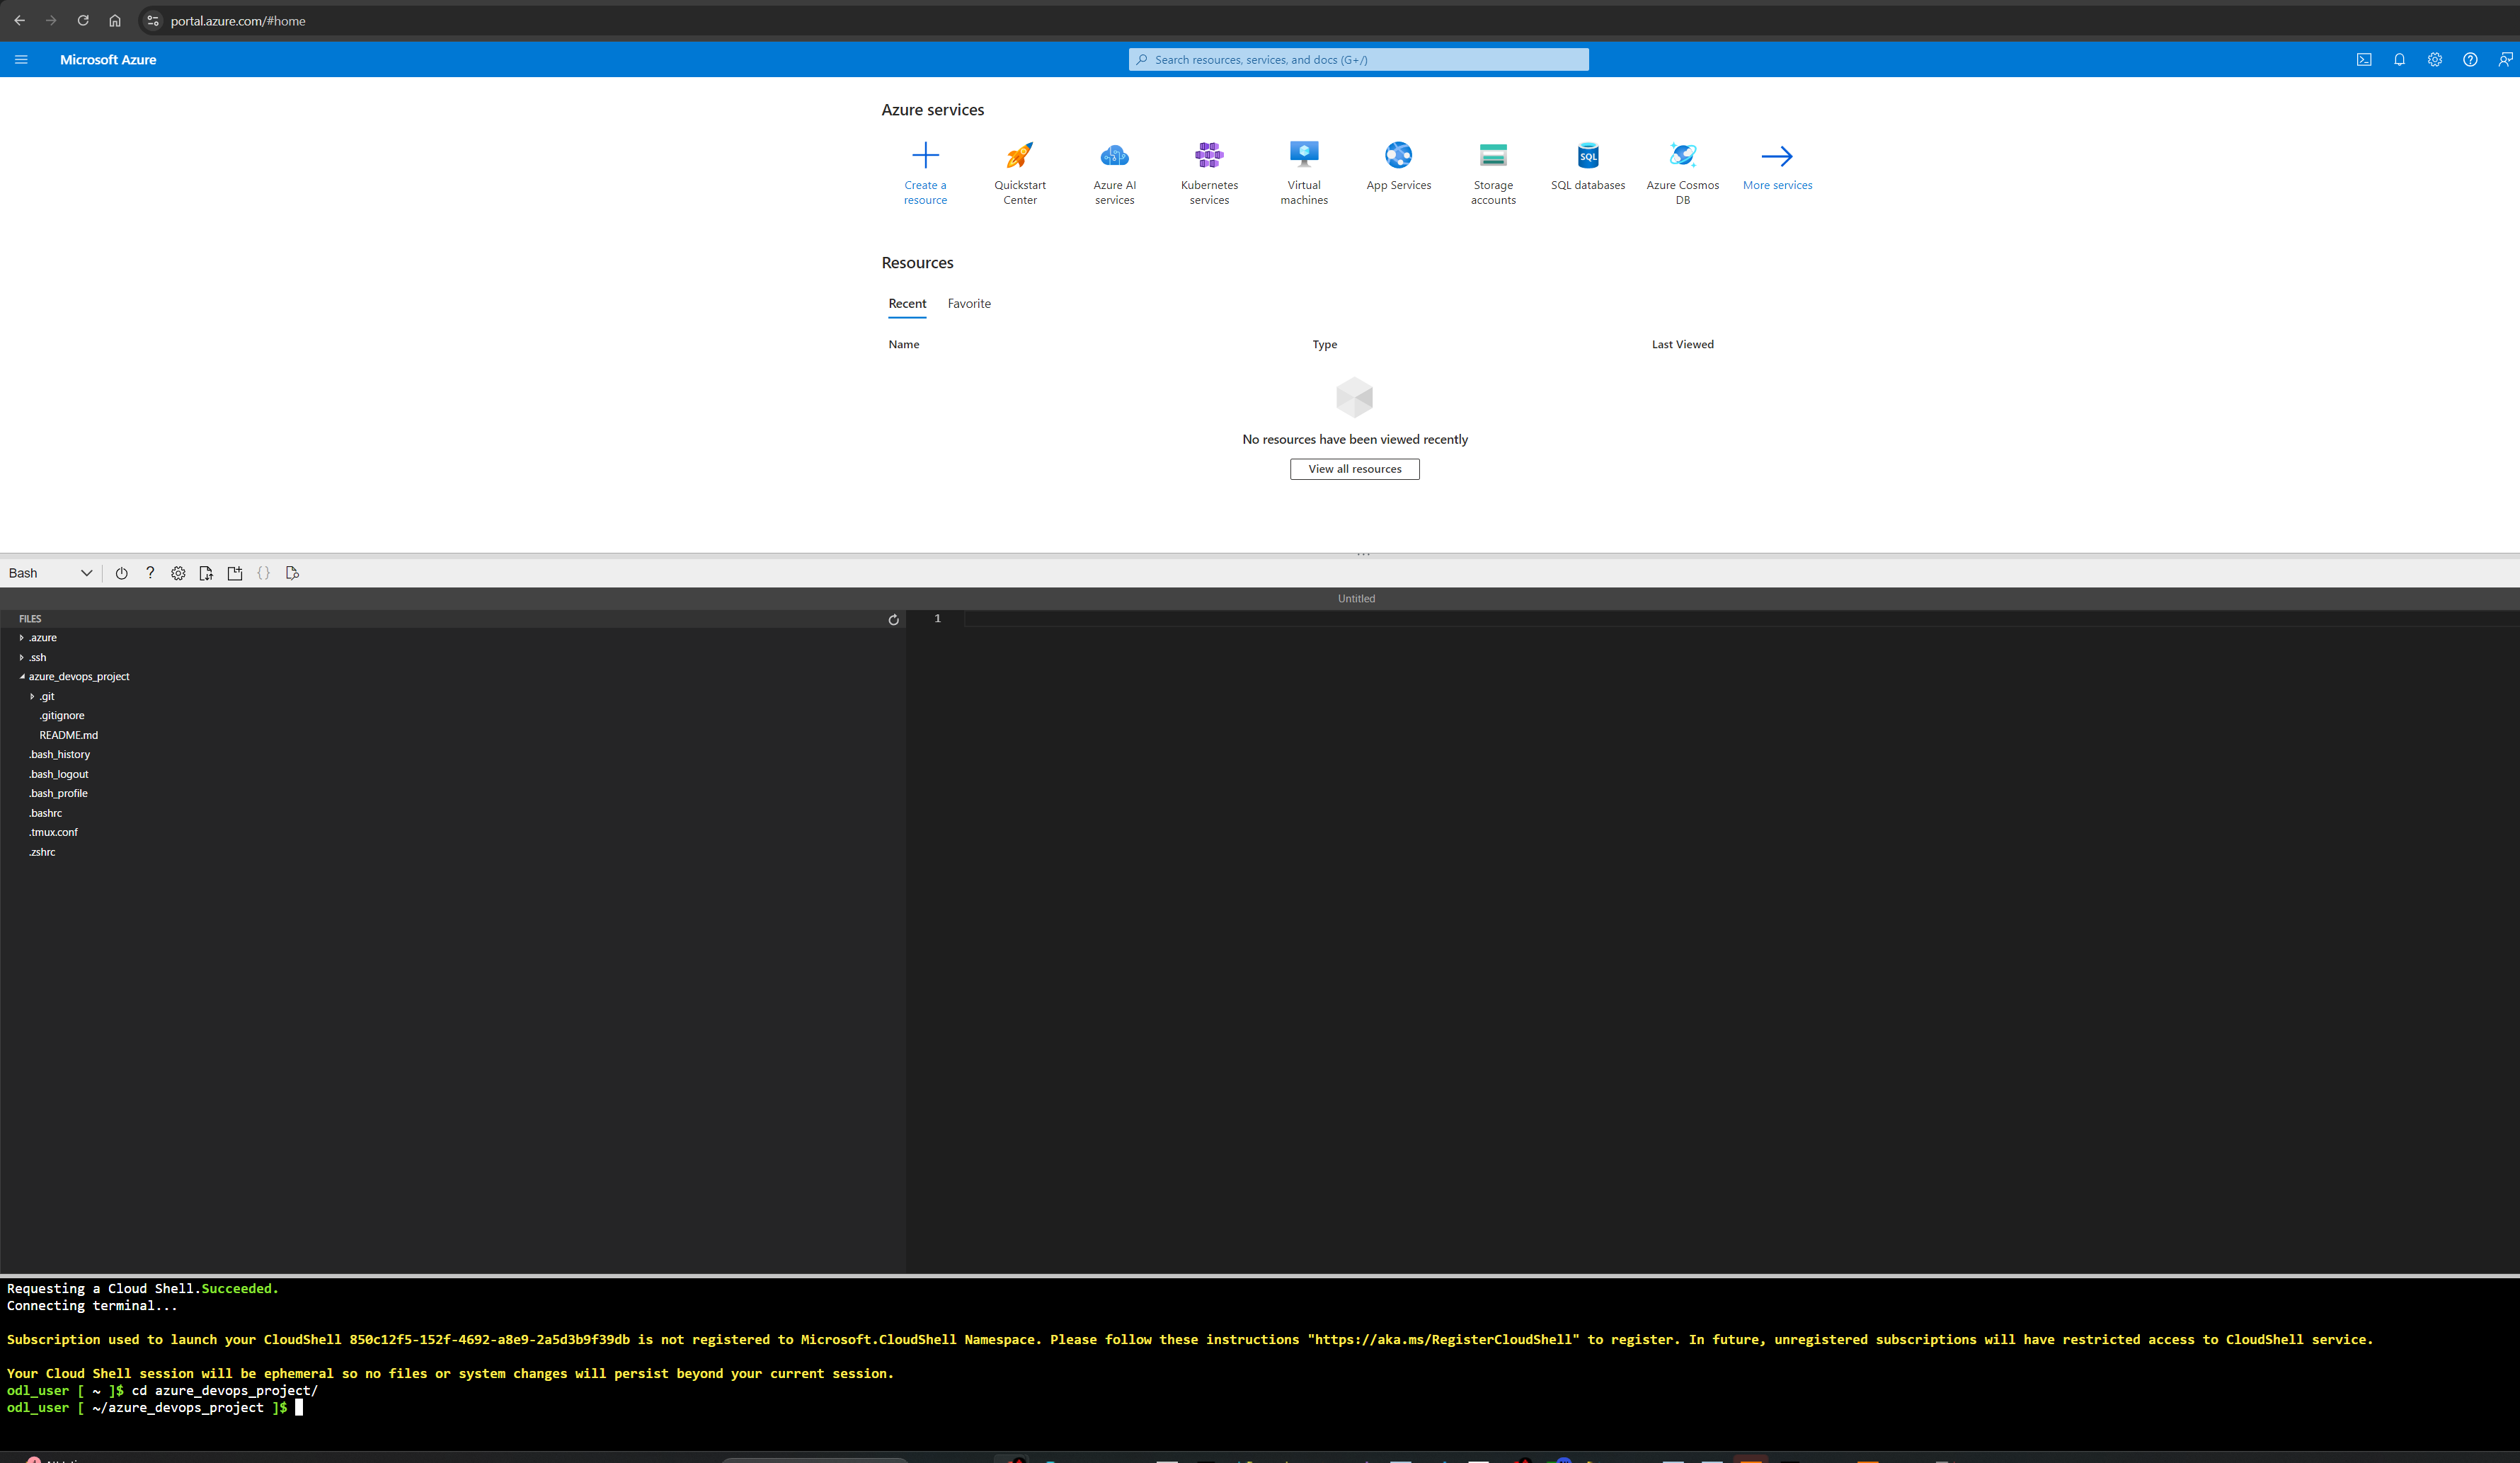 portal.azure.com/#home
Microsoft Azure
Search resources, services, and docs (G+/)
Azure services
Create a resource
Quickstart Center
Azure AI services
Kubernetes services
Virtual machines
App Services
Storage accounts
SQL
SQL databases
Azure Cosmos DB
More services
Resources
Recent Favorite
Name Type Last Viewed
No resources have been viewed recently
View all resources
Bash
Untitled
FILES
1
.azure
.ssh
azure_devops_project
.git
.gitignore
README.md
.bash_history
.bash_logout
.bash_profile
.bashrc
.tmux.conf
.zshrc
Requesting a Cloud Shell.Succeeded.
Connecting terminal...
Subscription used to launch your CloudShell 850c12f5-152f-4692-a8e9-2a5d3b9f39db is not registered to Microsoft.CloudShell Namespace. Please follow these instructions "https://aka.ms/RegisterCloudShell" to register. In future, unregistered subscriptions will have restricted access to CloudShell service.
Your Cloud Shell session will be ephemeral so no files or system changes will persist beyond your current session.
odl_user [ ~ ]$ cd azure_devops_project/
odl_user [ ~/azure_devops_project ]$